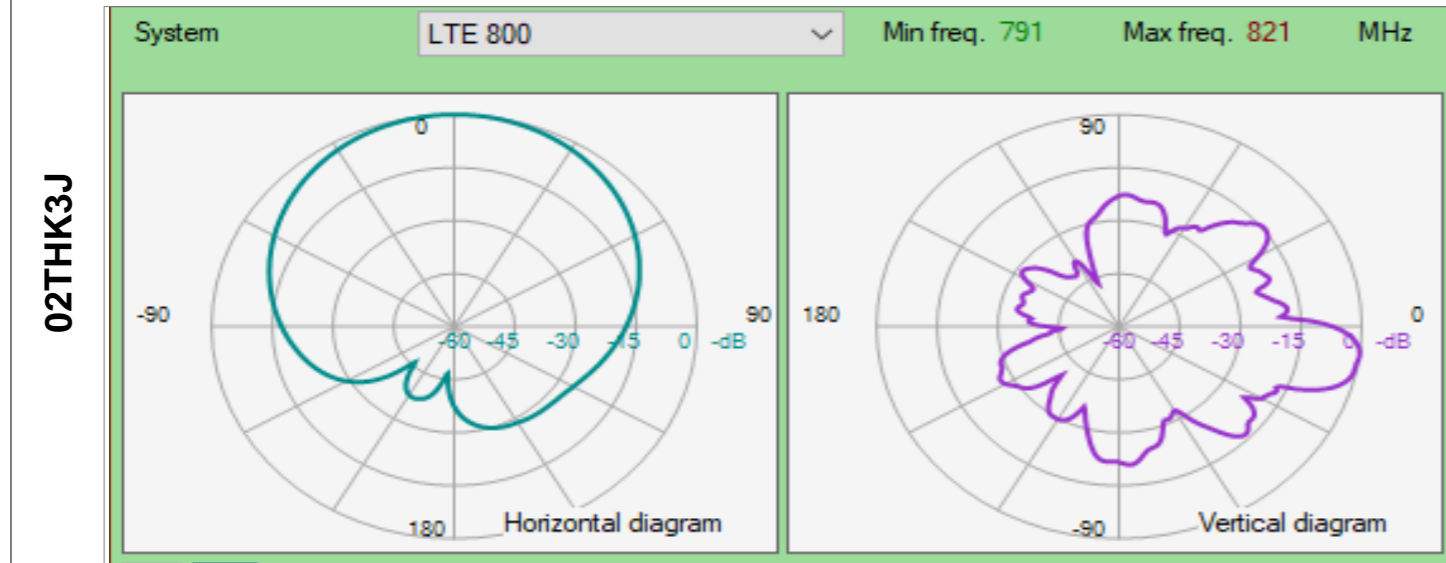 02THK3J
System LTE 800 Min freq. 791 Max freq. 821 MHz
0
-90 90
-60 -45 -30 -15 0 -dB
180 Horizontal diagram
90
180 0
-60 -45 -30 -15 0 -dB
-90 Vertical diagram